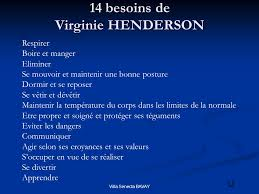 14 besoins de
Virginie HENDERSON
Respirer
Boire et manger
Eliminer
Se mouvoir et maintenir une bonne posture
Dormir et se reposer
Se vêtir et dévêtir
Maintenir la température du corps dans les limites de la normale
Etre propre et soigné et protéger ses téguments
Eviter les dangers
Communiquer
Agir selon ses croyances et ses valeurs
S'occuper en vue de se réaliser
Se divertir
Apprendre